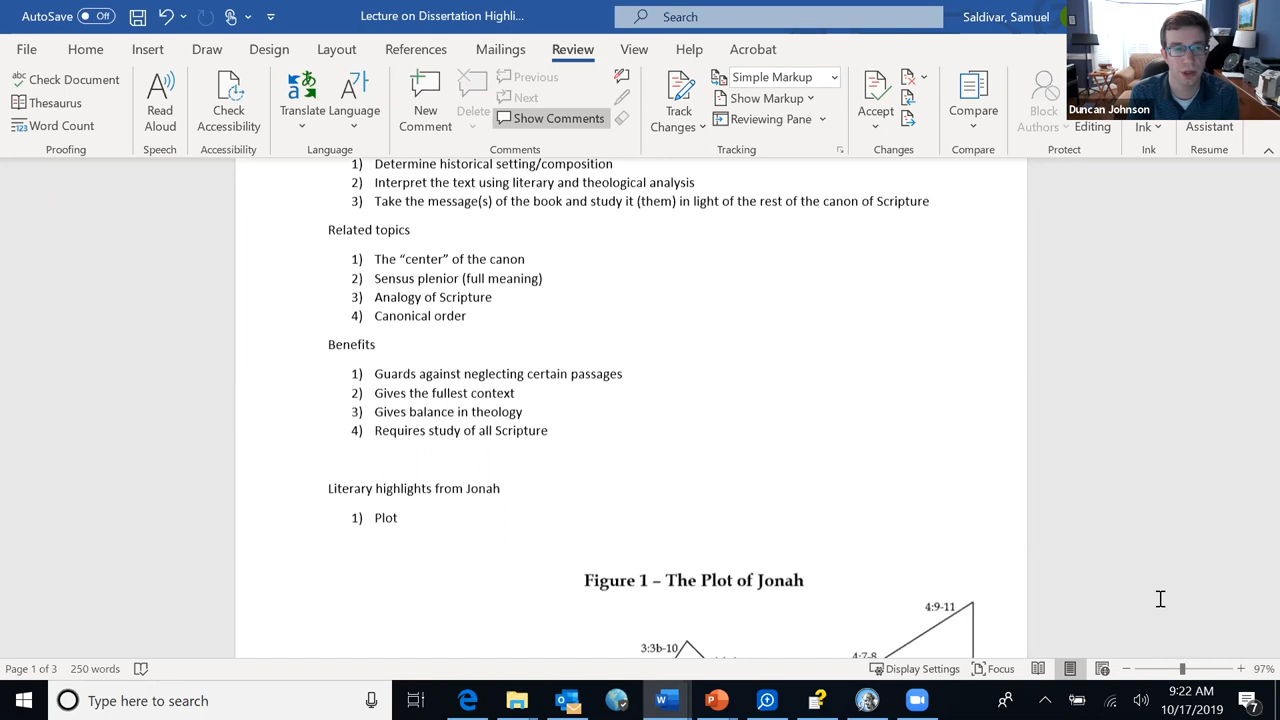 AutoSave Off Lecture on Dissertation Highli... Search Saldivar, Samuel
File Home Insert Draw Design Layout References Mailings Review View Help Acrobat
abc Check Document
Thesaurus
Word Count
Proofing
Read Aloud
Speech
Check Accessibility
Accessibility
Translate Language
Language
New Comment
Delete
Previous
Next
Show Comments
Comments
Track Changes
Simple Markup
Show Markup
Reviewing Pane
Tracking
Accept
Changes
Compare
Compare
Block Authors
Editing
Protect
Ink
Ink
Assistant
Resume
Duncan Johnson
1) Determine historical setting/composition
2) Interpret the text using literary and theological analysis
3) Take the message(s) of the book and study it (them) in light of the rest of the canon of Scripture
Related topics
1) The “center” of the canon
2) Sensus plenior (full meaning)
3) Analogy of Scripture
4) Canonical order
Benefits
1) Guards against neglecting certain passages
2) Gives the fullest context
3) Gives balance in theology
4) Requires study of all Scripture
Literary highlights from Jonah
1) Plot
Figure 1 – The Plot of Jonah
4:9-11
3:3b-10
4:7-8
Page 1 of 3 250 words Display Settings Focus 97%
Type here to search
9:22 AM
10/17/2019
7